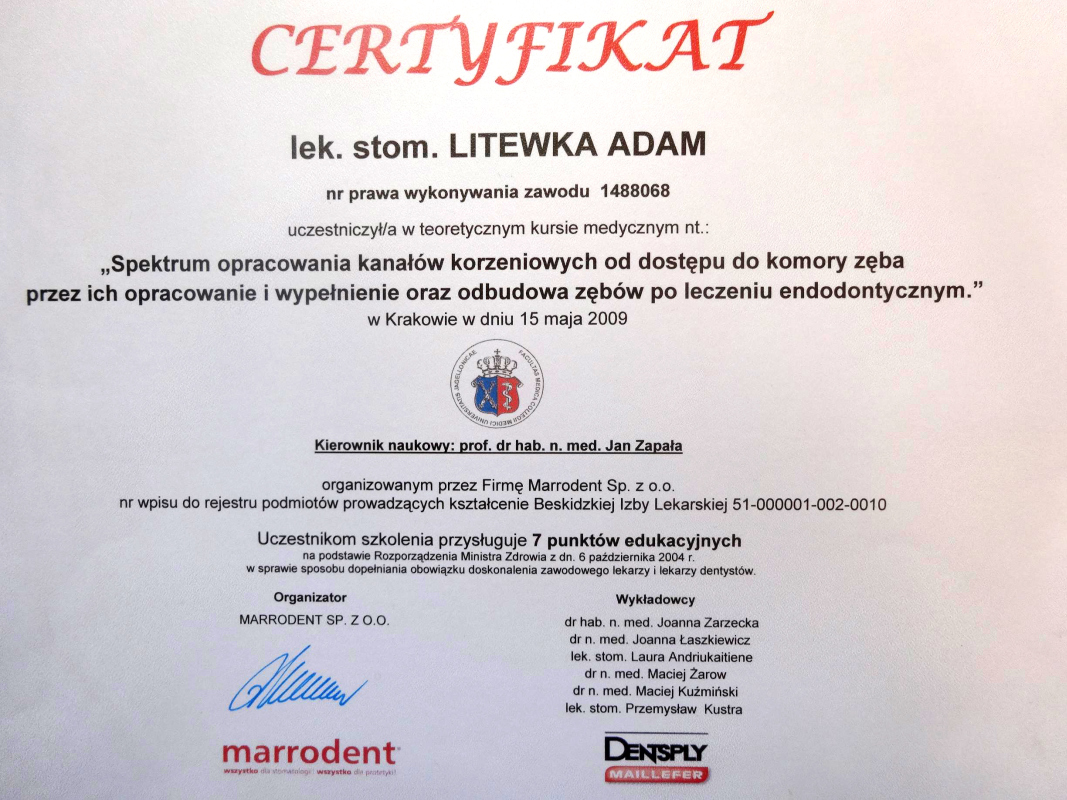 CERTYFIKAT
lek. stom. LITEWKA ADAM
nr prawa wykonywania zawodu 1488068
uczestniczył/a w teoretycznym kursie medycznym nt.:
„Spektrum opracowania kanałów korzeniowych od dostępu do komory zęba
przez ich opracowanie i wypełnienie oraz odbudowa zębów po leczeniu endodontycznym.”
w Krakowie w dniu 15 maja 2009
FACULTAS MEDICA COLLEGII MEDICI UNIVERSITATIS JAGELLONICAE
Kierownik naukowy: prof. dr hab. n. med. Jan Zapała
organizowanym przez Firmę Marrodent Sp. z o.o.
nr wpisu do rejestru podmiotów prowadzących kształcenie Beskidzkiej Izby Lekarskiej 51-000001-002-0010
Uczestnikom szkolenia przysługuje 7 punktów edukacyjnych
na podstawie Rozporządzenia Ministra Zdrowia z dn. 6 października 2004 r.
w sprawie sposobu dopełniania obowiązku doskonalenia zawodowego lekarzy i lekarzy dentystów.
Organizator
MARRODENT SP. Z O.O.
Wykładowcy
dr hab. n. med. Joanna Zarzecka
dr n. med. Joanna Łaszkiewicz
lek. stom. Laura Andriukaitiene
dr n. med. Maciej Żarow
dr n. med. Maciej Kuźmiński
lek. stom. Przemysław Kustra
marrodent
wszystko dla stomatologii wszystko dla protetyki
DENTSPLY
MAILLEFER